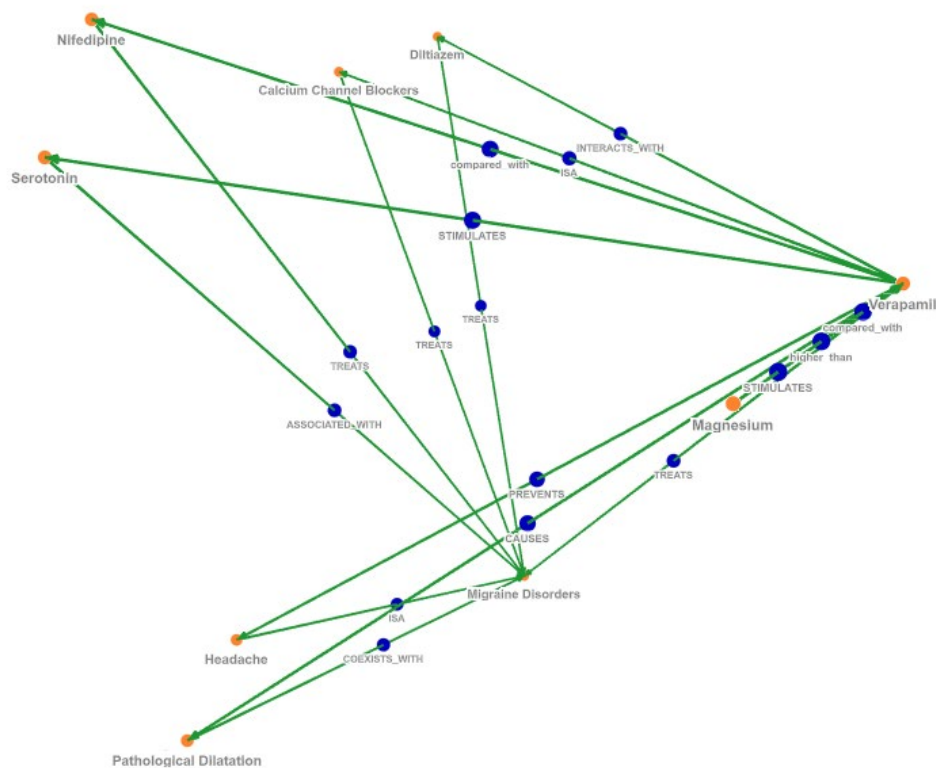 Nifedipine
Diltiazem
Calcium Channel Blockers
INTERACTS_WITH
compared_with
ISA
Serotonin
STIMULATES
Verapamil
TREATS
compared_with
TREATS
higher_than
TREATS
STIMULATES
ASSOCIATED_WITH
Magnesium
TREATS
PREVENTS
CAUSES
Migraine Disorders
ISA
Headache
COEXISTS_WITH
Pathological Dilatation